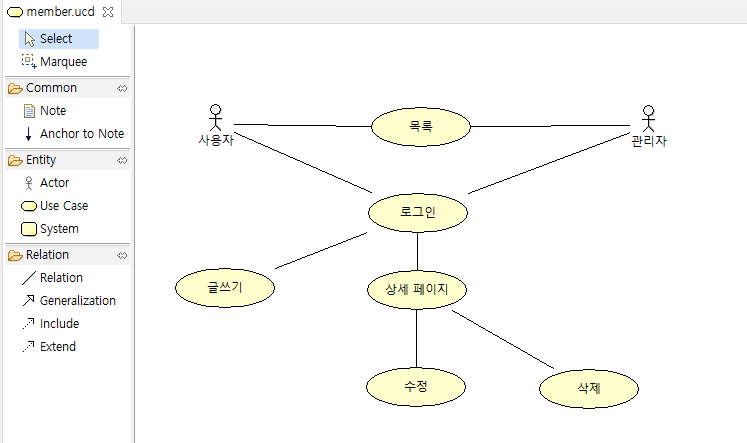 member.ucd
Select
Marquee
Common
Note
Anchor to Note
Entity
Actor
Use Case
System
Relation
Relation
Generalization
Include
Extend
사용자
목록
관리자
로그인
글쓰기
상세 페이지
수정
삭제